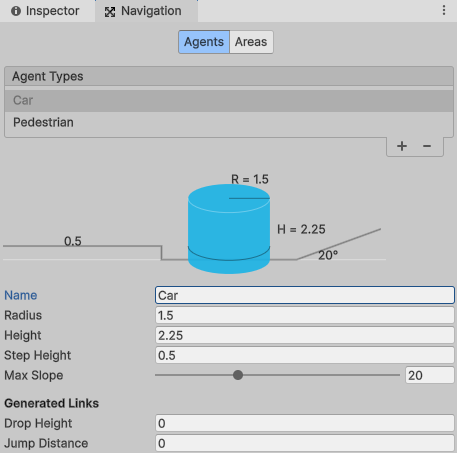 Inspector Navigation
Agents Areas
Agent Types
Car
Pedestrian
+ −
R = 1.5
0.5
H = 2.25
20°
Name Car
Radius 1.5
Height 2.25
Step Height 0.5
Max Slope 20
Generated Links
Drop Height 0
Jump Distance 0